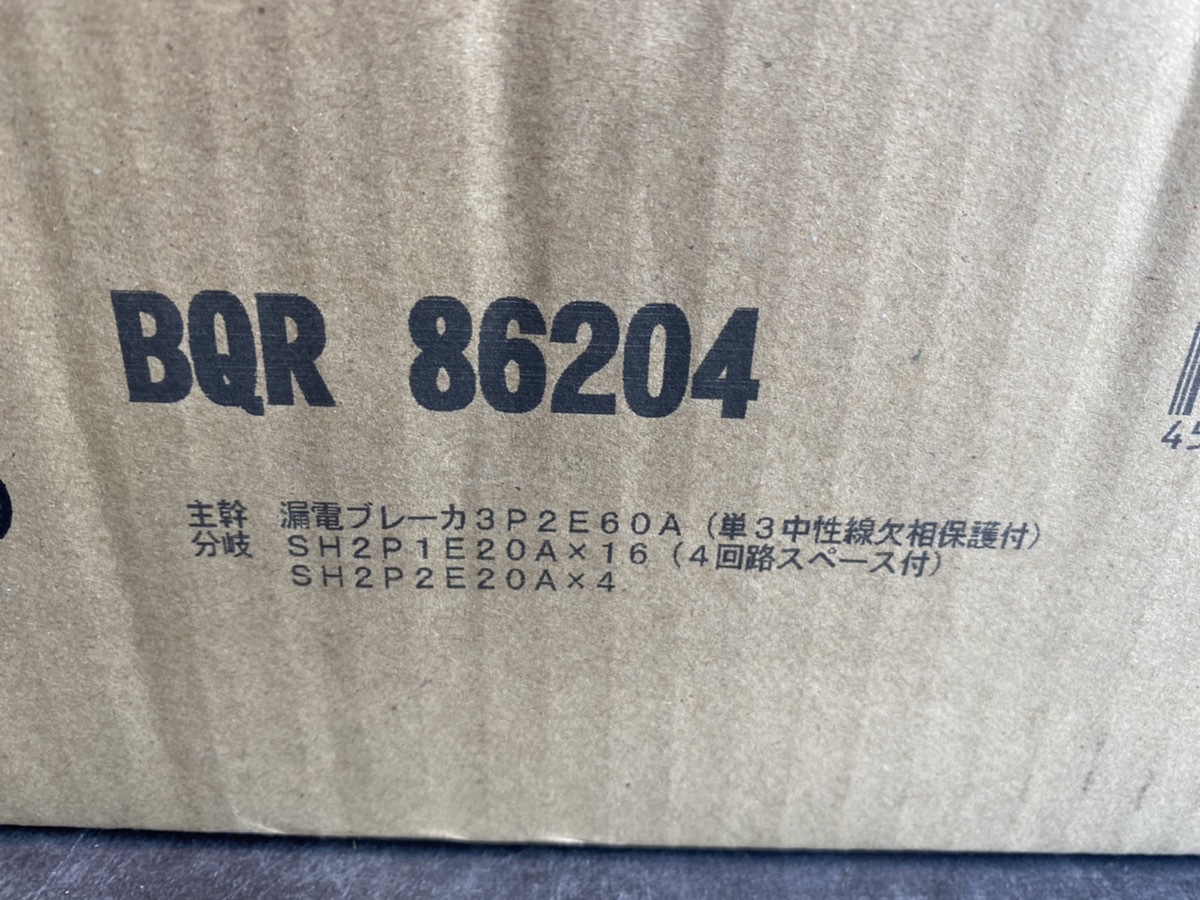 BQR 86204
45
主幹 漏電ブレーカ3P2E60A(単3中性線欠相保護付)
分岐 SH2P1E20A×16(4回路スペース付)
SH2P2E20A×4